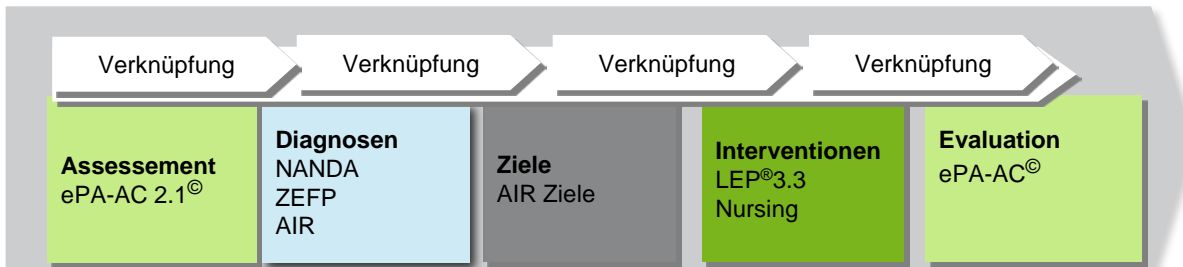 Verknüpfung
Verknüpfung
Verknüpfung
Verknüpfung
Assessement
ePA-AC 2.1©
Diagnosen
NANDA
ZEFP
AIR
Ziele
AIR Ziele
Interventionen
LEP®3.3
Nursing
Evaluation
ePA-AC©